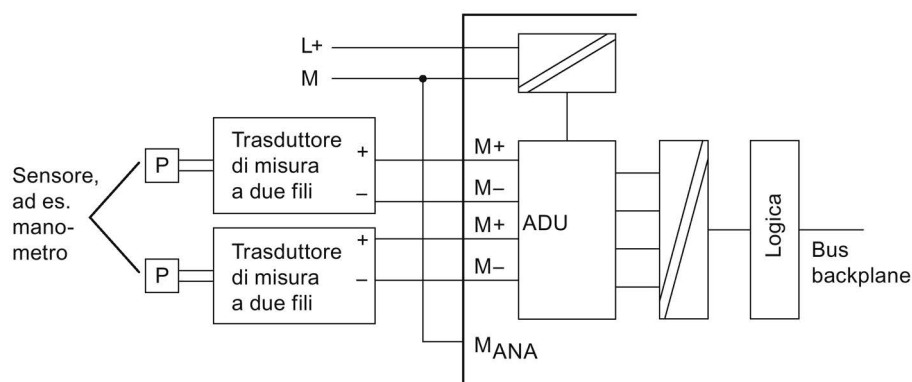 L+
M
Sensore,
ad es.
mano-
metro
P
Trasduttore
di misura
a due fili
+
–
M+
M–
P
Trasduttore
di misura
a due fili
+
–
M+
M–
ADU
Logica
Bus
backplane
MANA